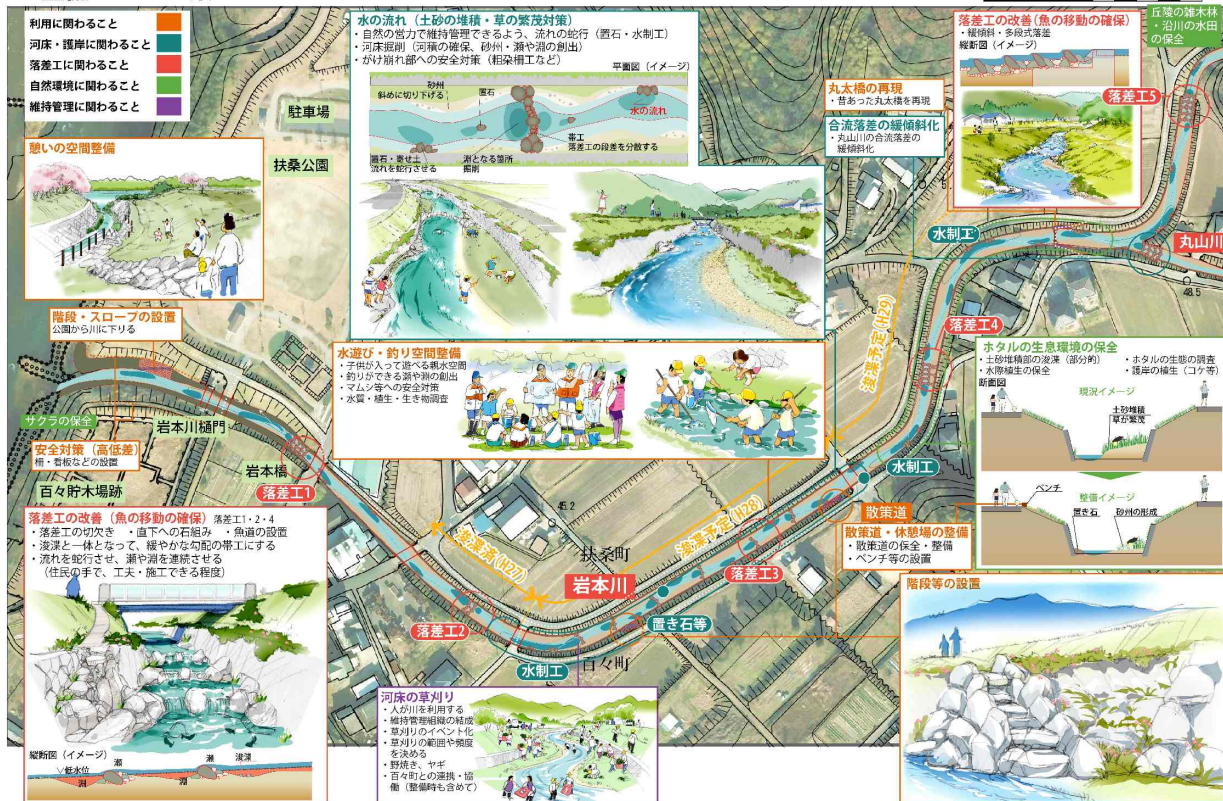 利用に関わること
河床・護岸に関わること
落差工に関わること
自然環境に関わること
維持管理に関わること
駐車場
扶桑公園
憩いの空間整備
階段・スロープの設置
公園から川に下りる
サクラの保全
岩本川樋門
安全対策（高低差）
柵・看板などの設置
岩本橋
百々貯木場跡
落差工1
水の流れ（土砂の堆積・草の繁茂対策）
・自然の営力で維持管理できるよう、流れの蛇行（置石・水制工）
・河床掘削（河積の確保、砂州・瀬や淵の創出）
・がけ崩れ部への安全対策（粗朶柵工など）
平面図（イメージ）
砂州
斜めに切り下げる
置石
水の流れ
帯工
落差工の段差を分散する
置石・寄せ土
流れを蛇行させる
淵となる箇所
掘削
丸太橋の再現
・昔あった丸太橋を再現
合流落差の緩傾斜化
・丸山川の合流落差の
緩傾斜化
落差工の改善（魚の移動の確保）
・緩傾斜・多段式落差
縦断図（イメージ）
落差工5
丘陵の雑木林
・沿川の水田
の保全
水制工
丸山川
48.5
落差工4
浚渫予定(H29)
水遊び・釣り空間整備
・子供が入って遊べる親水空間
・釣りができる瀬や淵の創出
・マムシ等への安全対策
・水質・植生・生き物調査
ホタルの生息環境の保全
・土砂堆積部の浚渫（部分的）
・ホタルの生態の調査
・水際植生の保全
・護岸の植生（コケ等）
断面図
現況イメージ
土砂堆積
草が繁茂
ベンチ
整備イメージ
置き石
砂州の形成
水制工
散策道
散策道・休憩場の整備
・散策道の保全・整備
・ベンチ等の設置
階段等の設置
45.2
扶桑町
浚渫済(H27)
浚渫予定(H28)
岩本川
落差工3
落差工2
置き石等
水制工
百々町
落差工の改善（魚の移動の確保）落差工1・2・4
・落差工の切欠き ・直下への石組み ・魚道の設置
・浚渫と一体となって、緩やかな勾配の帯工にする
・流れを蛇行させ、瀬や淵を連続させる
（住民の手で、工夫・施工できる程度）
縦断図（イメージ）
▽低水位
瀬
瀬
浚渫
淵
淵
河床の草刈り
・人が川を利用する
・維持管理組織の結成
・草刈りのイベント化
・草刈りの範囲や頻度
を決める
・野焼き、ヤギ
・百々町との連携・協
働（整備時も含めて）